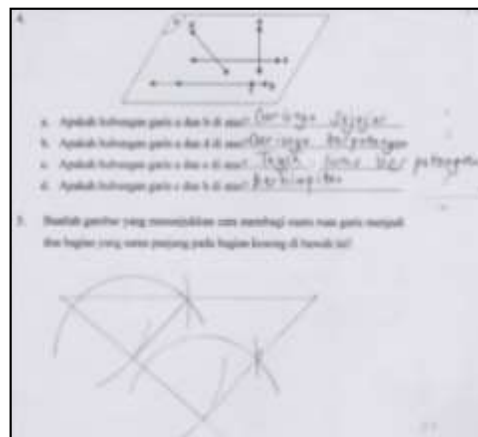 4.
a. Apakah hubungan garis a dan b di atas? Garisnya sejajar
b. Apakah hubungan garis a dan d di atas? Garisnya berpotongan
c. Apakah hubungan garis a dan e di atas? Tegak lurus berpotongan
d. Apakah hubungan garis c dan b di atas? Berhimpitan
5. Buatlah gambar yang menunjukkan cara membagi suatu ruas garis menjadi
dua bagian yang sama panjang pada bagian kosong di bawah ini!